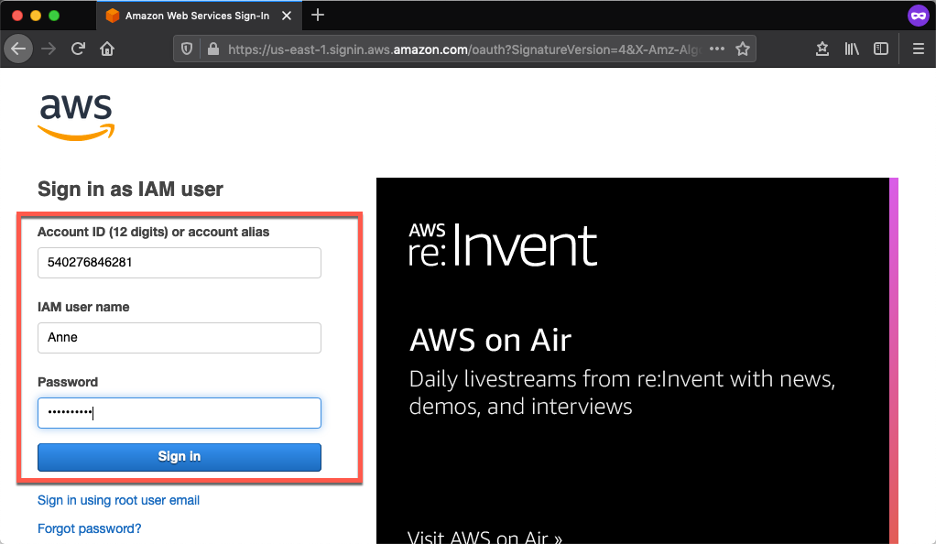 Amazon Web Services Sign-In
https://us-east-1.signin.aws.amazon.com/oauth?SignatureVersion=4&X-Amz-Alg
aws
Sign in as IAM user
Account ID (12 digits) or account alias
540276846281
IAM user name
Anne
Password
••••••••••
Sign in
Sign in using root user email
Forgot password?
AWS
re:Invent
AWS on Air
Daily livestreams from re:Invent with news,
demos, and interviews
Visit AWS on Air »